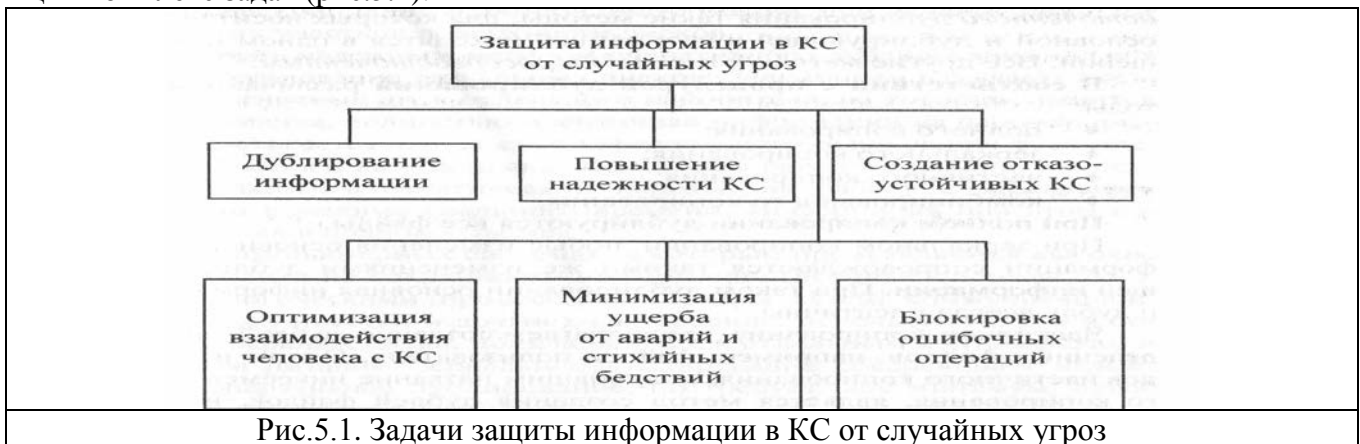 Защита информации в КС
от случайных угроз
Дублирование
информации
Повышение
надежности КС
Создание отказо-
устойчивых КС
Оптимизация
взаимодействия
человека с КС
Минимизация
ущерба
от аварий и
стихийных
бедствий
Блокировка
ошибочных
операций
Рис.5.1. Задачи защиты информации в КС от случайных угроз